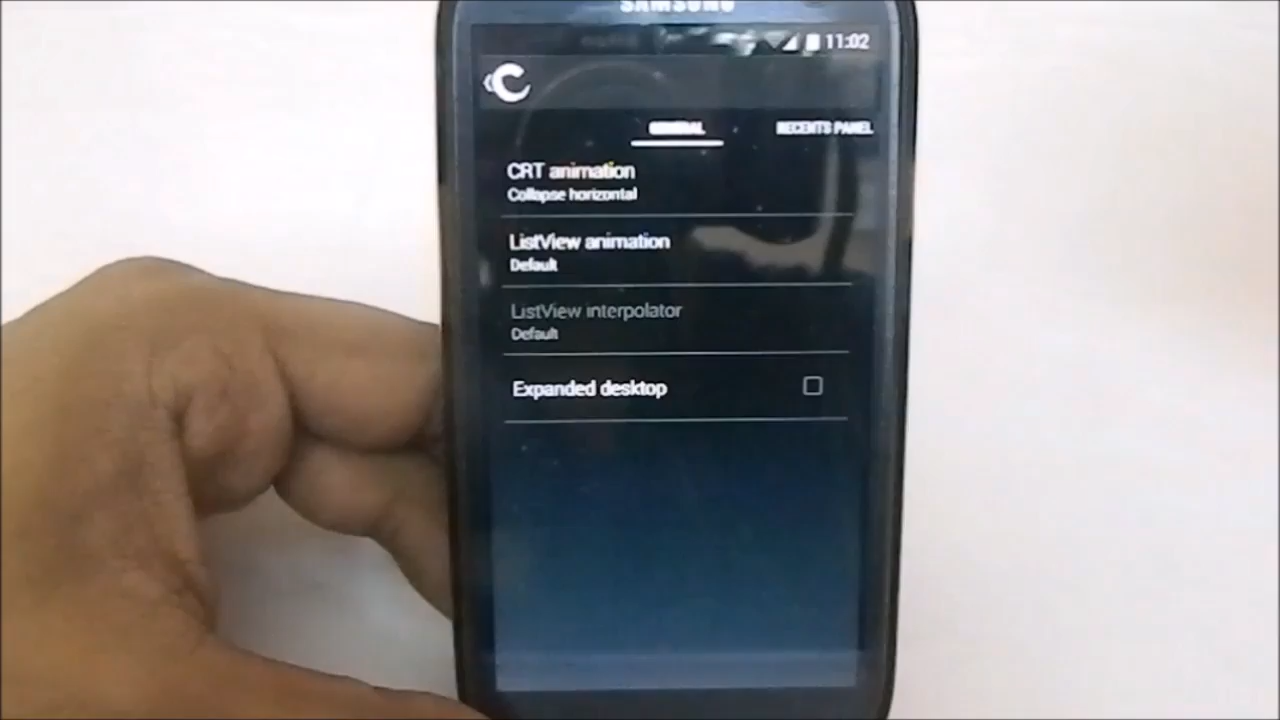 SAMSUNG
11:02
GENERAL
RECENTS PANEL
CRT animation
Collapse horizontal
ListView animation
Default
ListView interpolator
Default
Expanded desktop